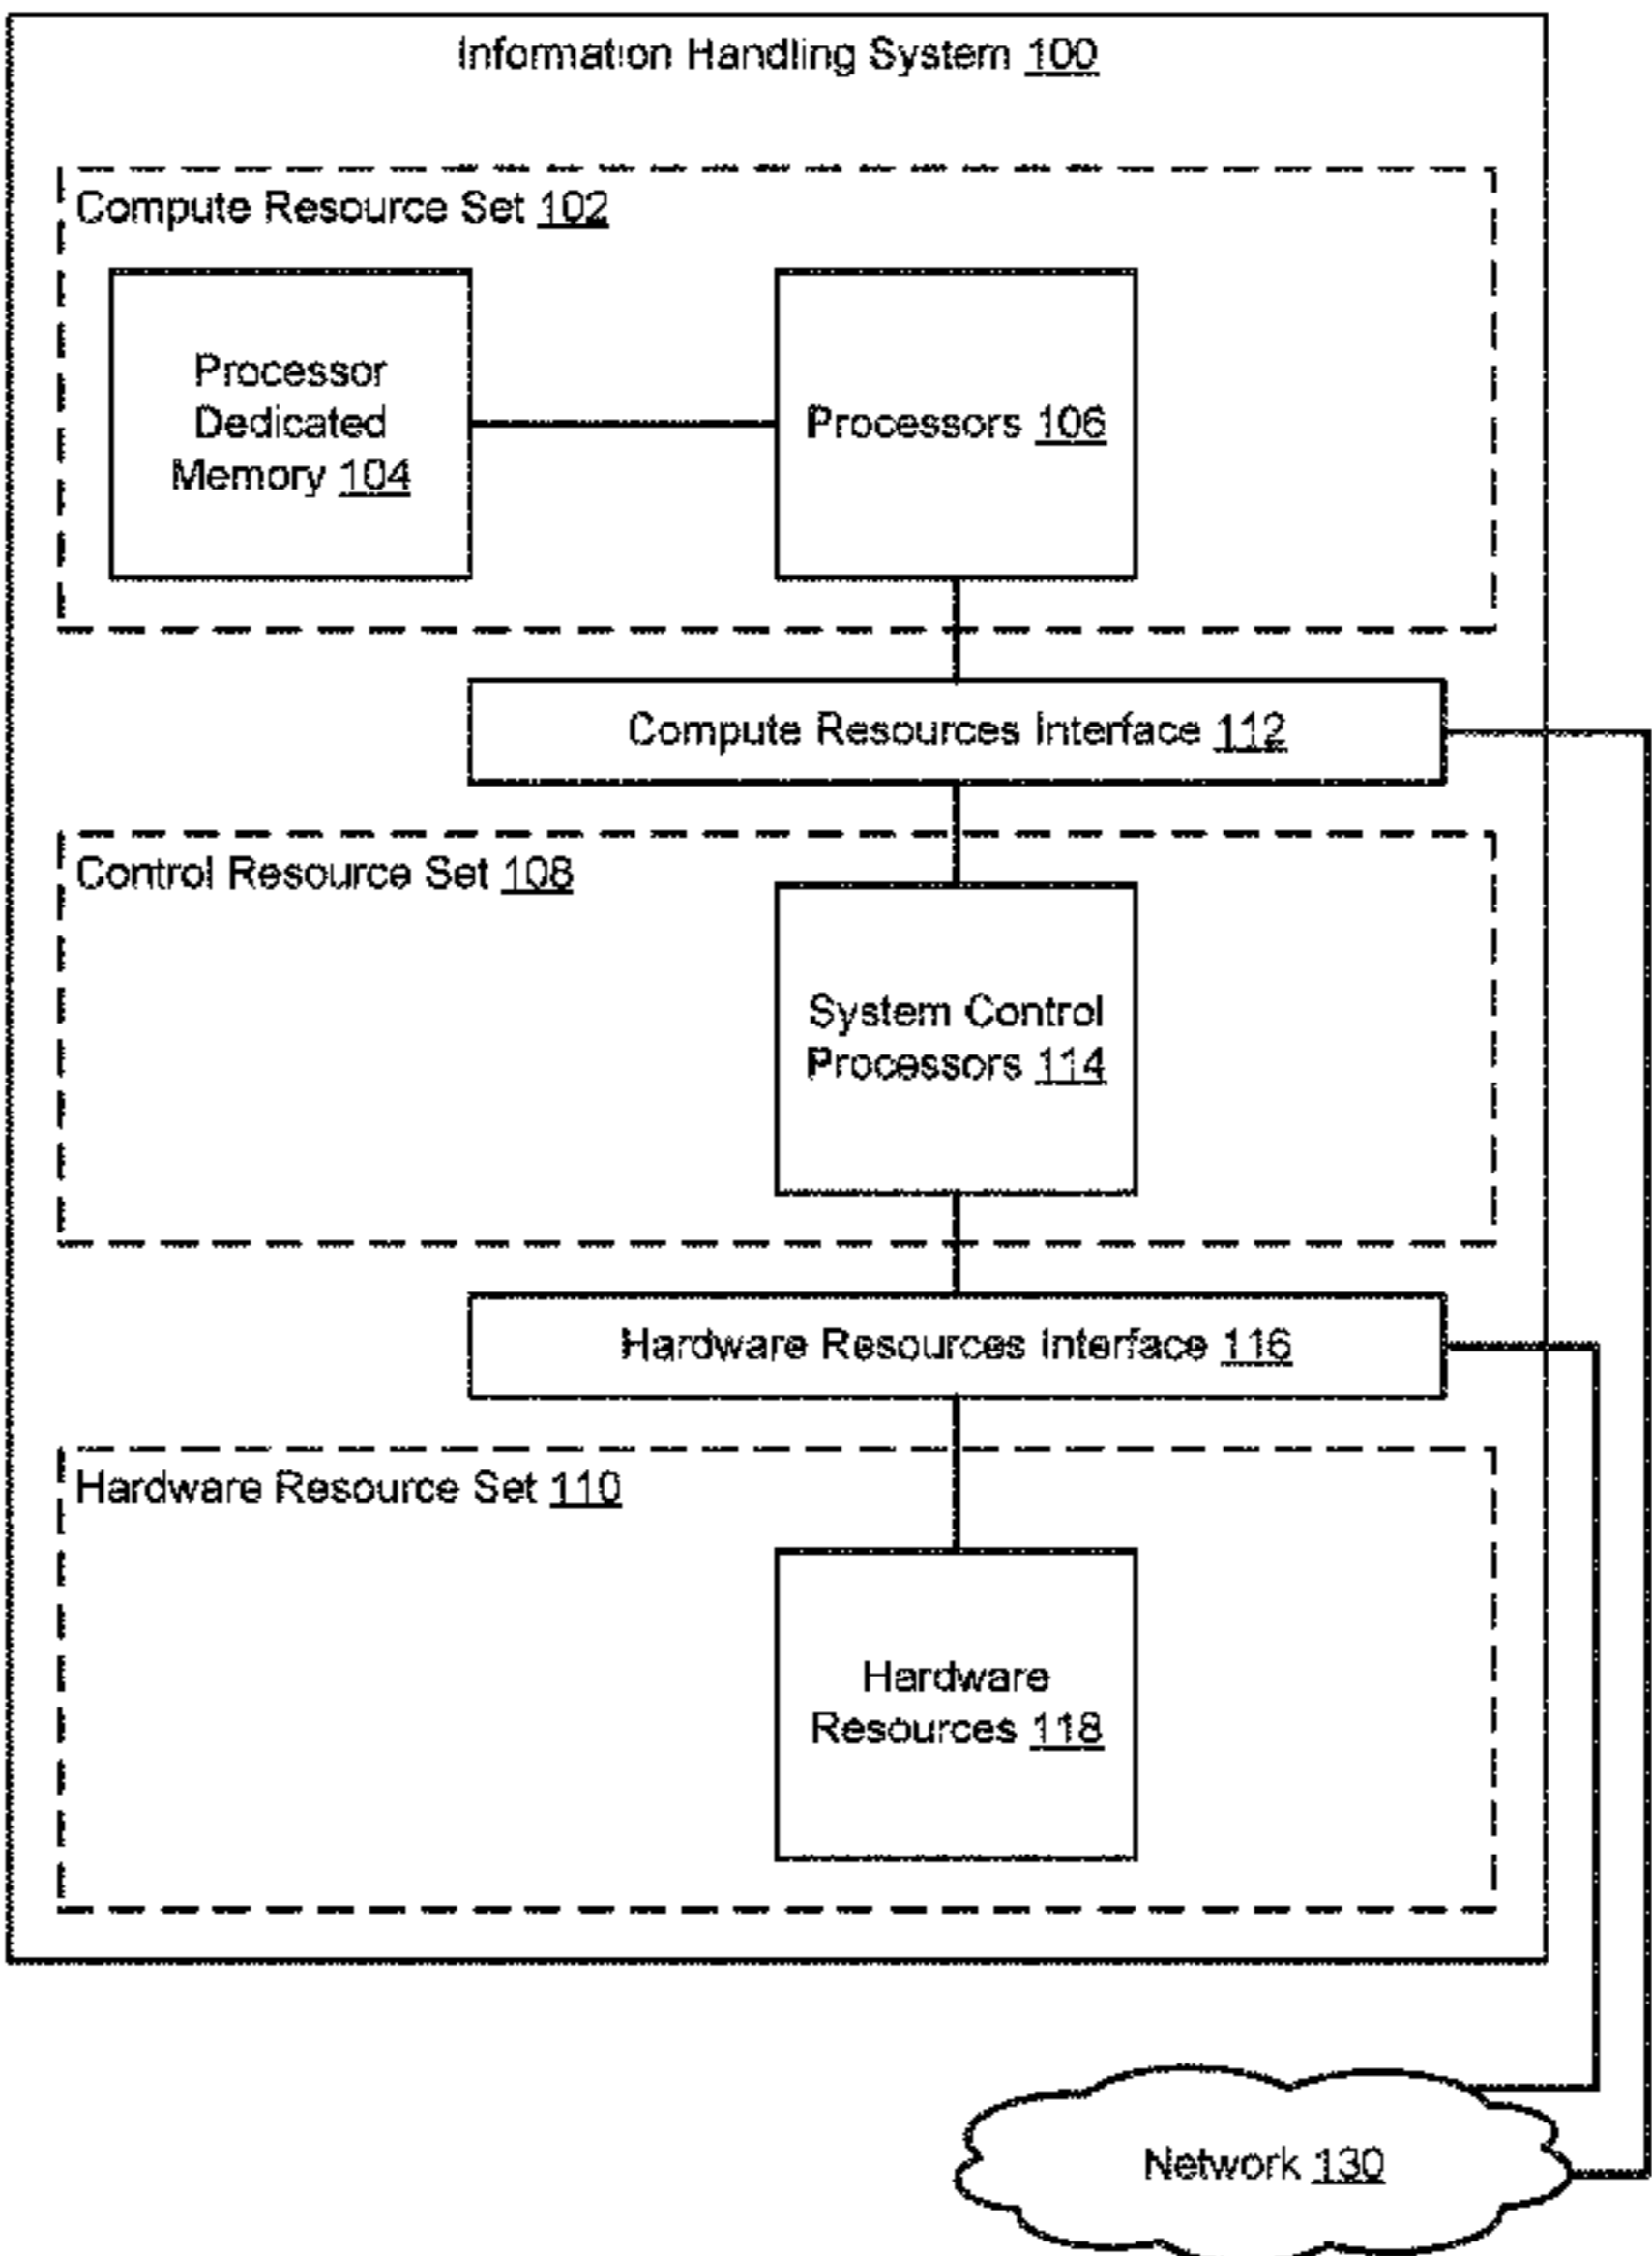 Information Handling System 100
Compute Resource Set 102
Processor
Dedicated
Memory 104
Processors 106
Compute Resources Interface 112
Control Resource Set 108
System Control
Processors 114
Hardware Resources Interface 116
Hardware Resource Set 110
Hardware
Resources 118
Network 130